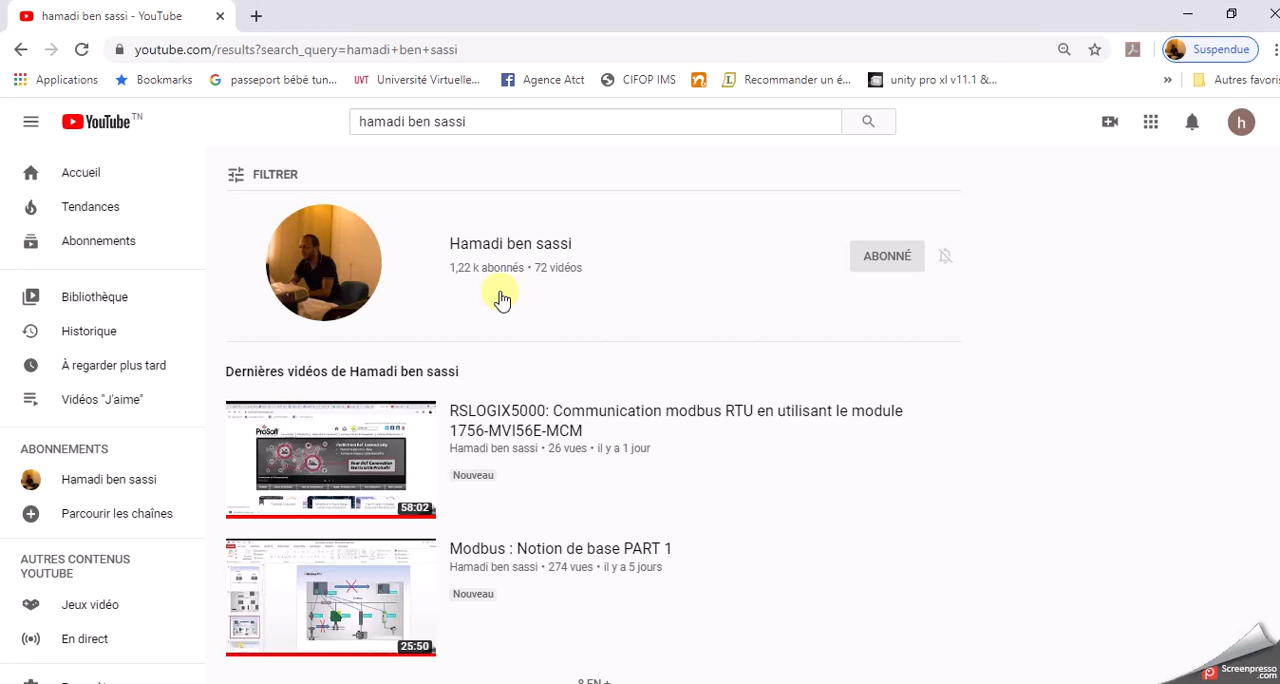 hamadi ben sassi - YouTube
youtube.com/results?search_query=hamadi+ben+sassi
Suspendue
Applications
Bookmarks
passeport bébé tun...
UVT Université Virtuelle...
Agence Atct
CIFOP IMS
Recommander un é...
unity pro xl v11.1 &...
»
Autres favoris
YouTube TN
hamadi ben sassi
h
Accueil
Tendances
Abonnements
Bibliothèque
Historique
À regarder plus tard
Vidéos "J'aime"
ABONNEMENTS
Hamadi ben sassi
Parcourir les chaînes
AUTRES CONTENUS
YOUTUBE
Jeux vidéo
En direct
FILTRER
Hamadi ben sassi
1,22 k abonnés • 72 vidéos
ABONNÉ
Dernières vidéos de Hamadi ben sassi
ProSoft
58:02
RSLOGIX5000: Communication modbus RTU en utilisant le module
1756-MVI56E-MCM
Hamadi ben sassi • 26 vues • il y a 1 jour
Nouveau
25:50
Modbus : Notion de base PART 1
Hamadi ben sassi • 274 vues • il y a 5 jours
Nouveau
8 EN +
Screenpresso
.com